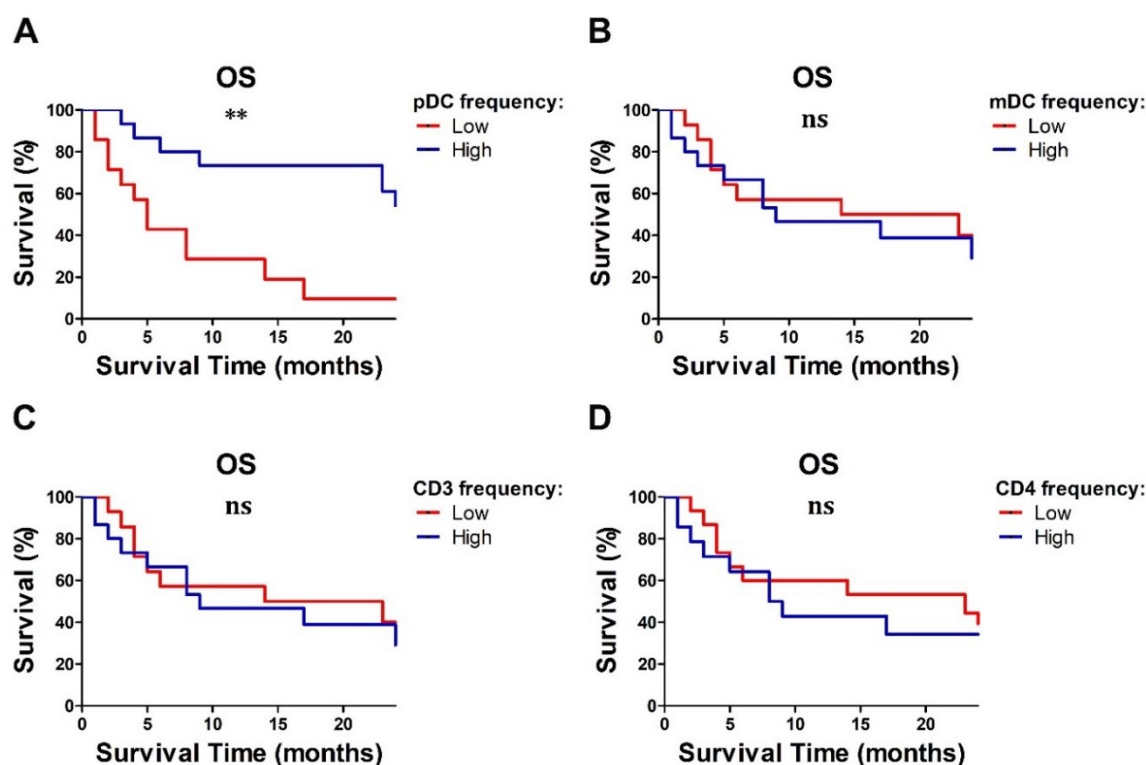 A
OS
**
pDC frequency:
Low
High
Survival (%)
100
80
60
40
20
0
0 5 10 15 20
Survival Time (months)
B
OS
ns
mDC frequency:
Low
High
Survival (%)
100
80
60
40
20
0
0 5 10 15 20
Survival Time (months)
C
OS
ns
CD3 frequency:
Low
High
Survival (%)
100
80
60
40
20
0
0 5 10 15 20
Survival Time (months)
D
OS
ns
CD4 frequency:
Low
High
Survival (%)
100
80
60
40
20
0
0 5 10 15 20
Survival Time (months)